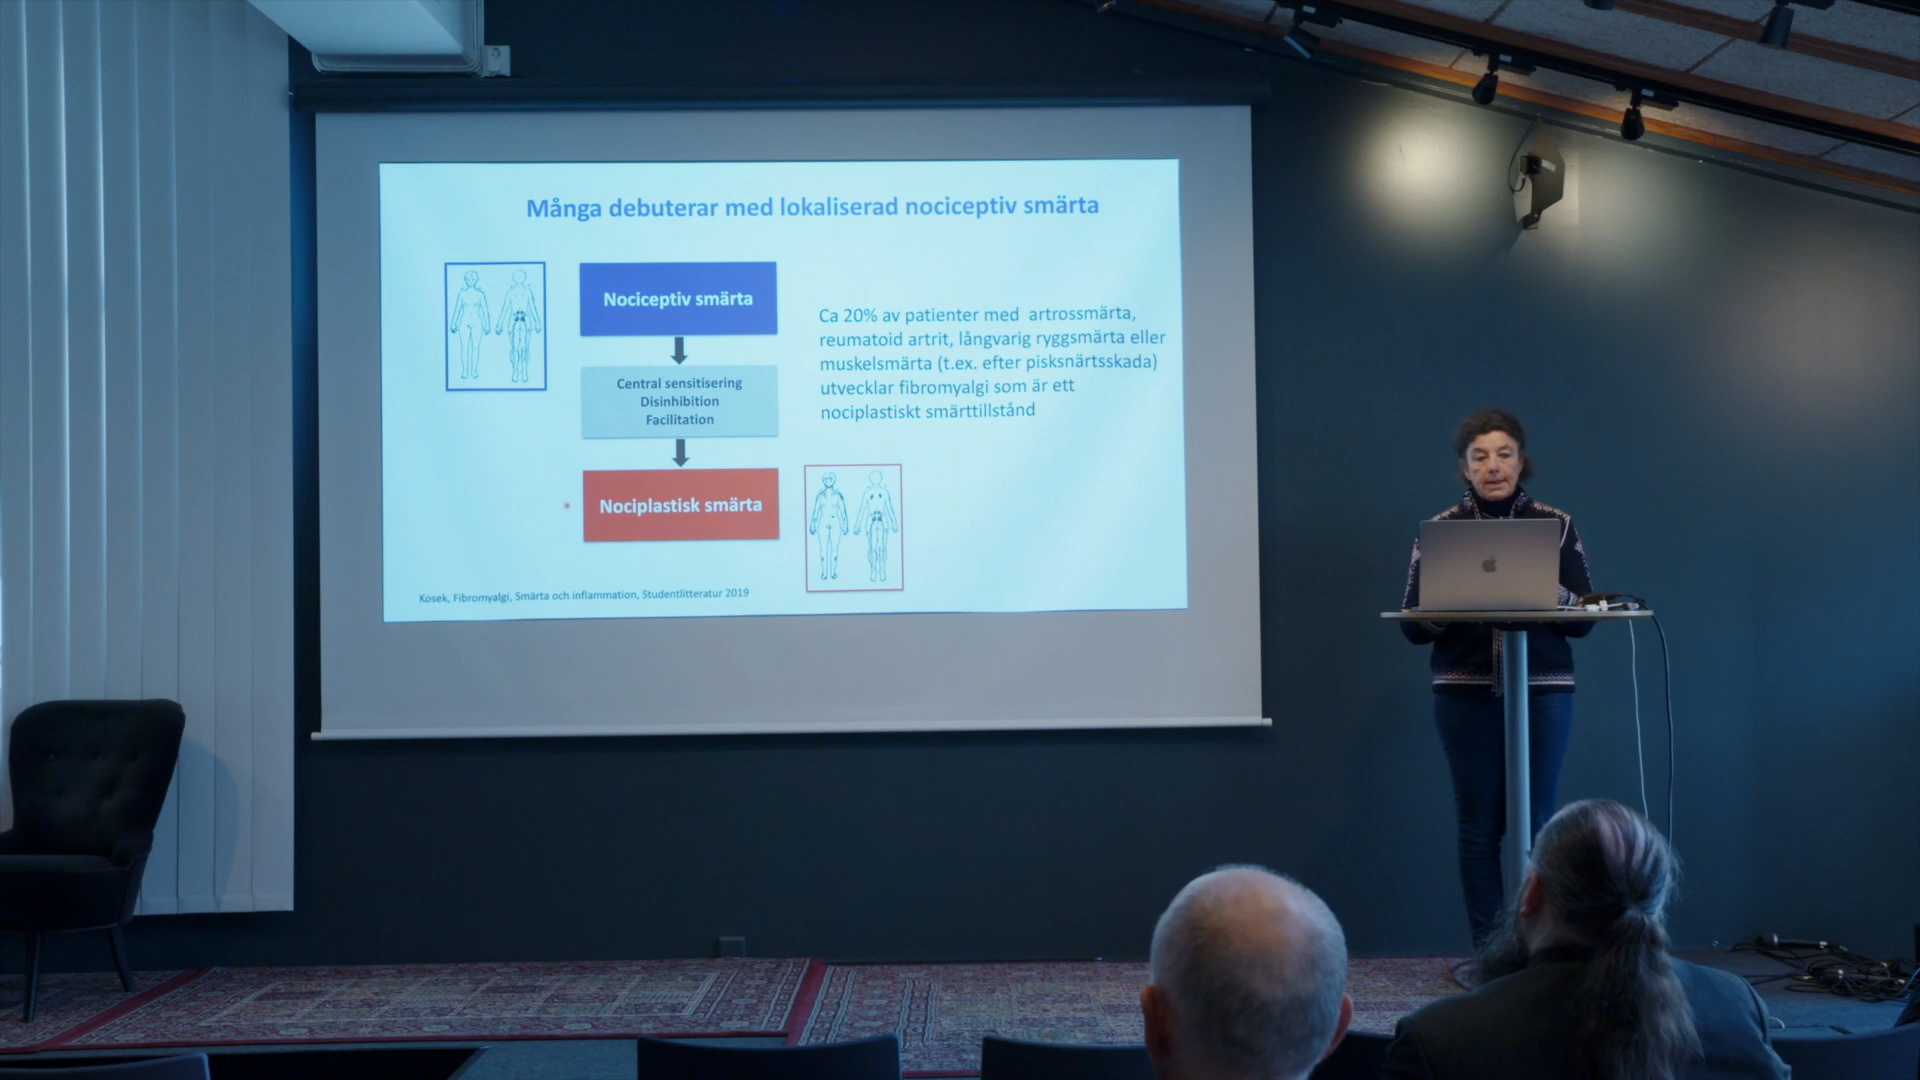 Många debuterar med lokaliserad nociceptiv smärta
Nociceptiv smärta
Central sensitisering
Disinhibition
Facilitation
Nociplastisk smärta
Ca 20% av patienter med artrossmärta,
reumatoid artrit, långvarig ryggsmärta eller
muskelsmärta (t.ex. efter pisksnärtsskada)
utvecklar fibromyalgi som är ett
nociplastiskt smärttillstånd
Kosek, Fibromyalgi, Smärta och inflammation, Studentlitteratur 2019